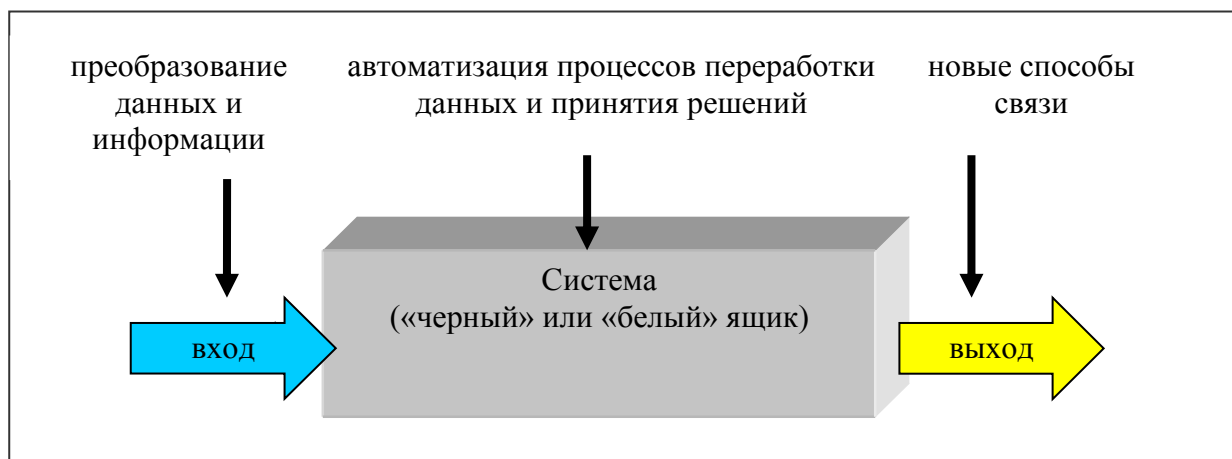 преобразование
данных и
информации
автоматизация процессов переработки
данных и принятия решений
новые способы
связи
Система
(«черный» или «белый» ящик)
вход
выход